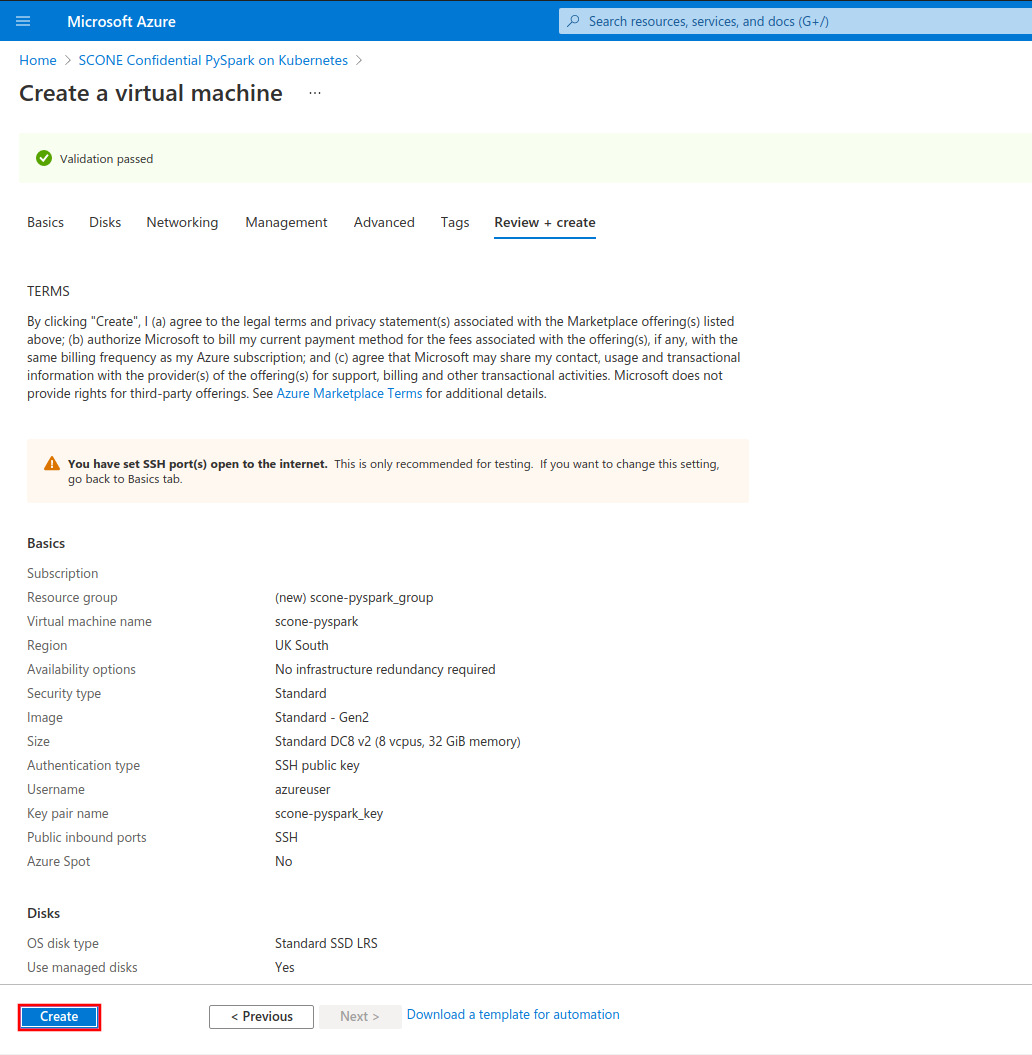 Microsoft Azure
Search resources, services, and docs (G+/)
Home > SCONE Confidential PySpark on Kubernetes >
Create a virtual machine ...
Validation passed
Basics Disks Networking Management Advanced Tags Review + create
TERMS
By clicking "Create", I (a) agree to the legal terms and privacy statement(s) associated with the Marketplace offering(s) listed
above; (b) authorize Microsoft to bill my current payment method for the fees associated with the offering(s), if any, with the
same billing frequency as my Azure subscription; and (c) agree that Microsoft may share my contact, usage and transactional
information with the provider(s) of the offering(s) for support, billing and other transactional activities. Microsoft does not
provide rights for third-party offerings. See Azure Marketplace Terms for additional details.
You have set SSH port(s) open to the internet. This is only recommended for testing. If you want to change this setting,
go back to Basics tab.
Basics
Subscription
Resource group (new) scone-pyspark_group
Virtual machine name scone-pyspark
Region UK South
Availability options No infrastructure redundancy required
Security type Standard
Image Standard - Gen2
Size Standard DC8 v2 (8 vcpus, 32 GiB memory)
Authentication type SSH public key
Username azureuser
Key pair name scone-pyspark_key
Public inbound ports SSH
Azure Spot No
Disks
OS disk type Standard SSD LRS
Use managed disks Yes
Create < Previous Next > Download a template for automation